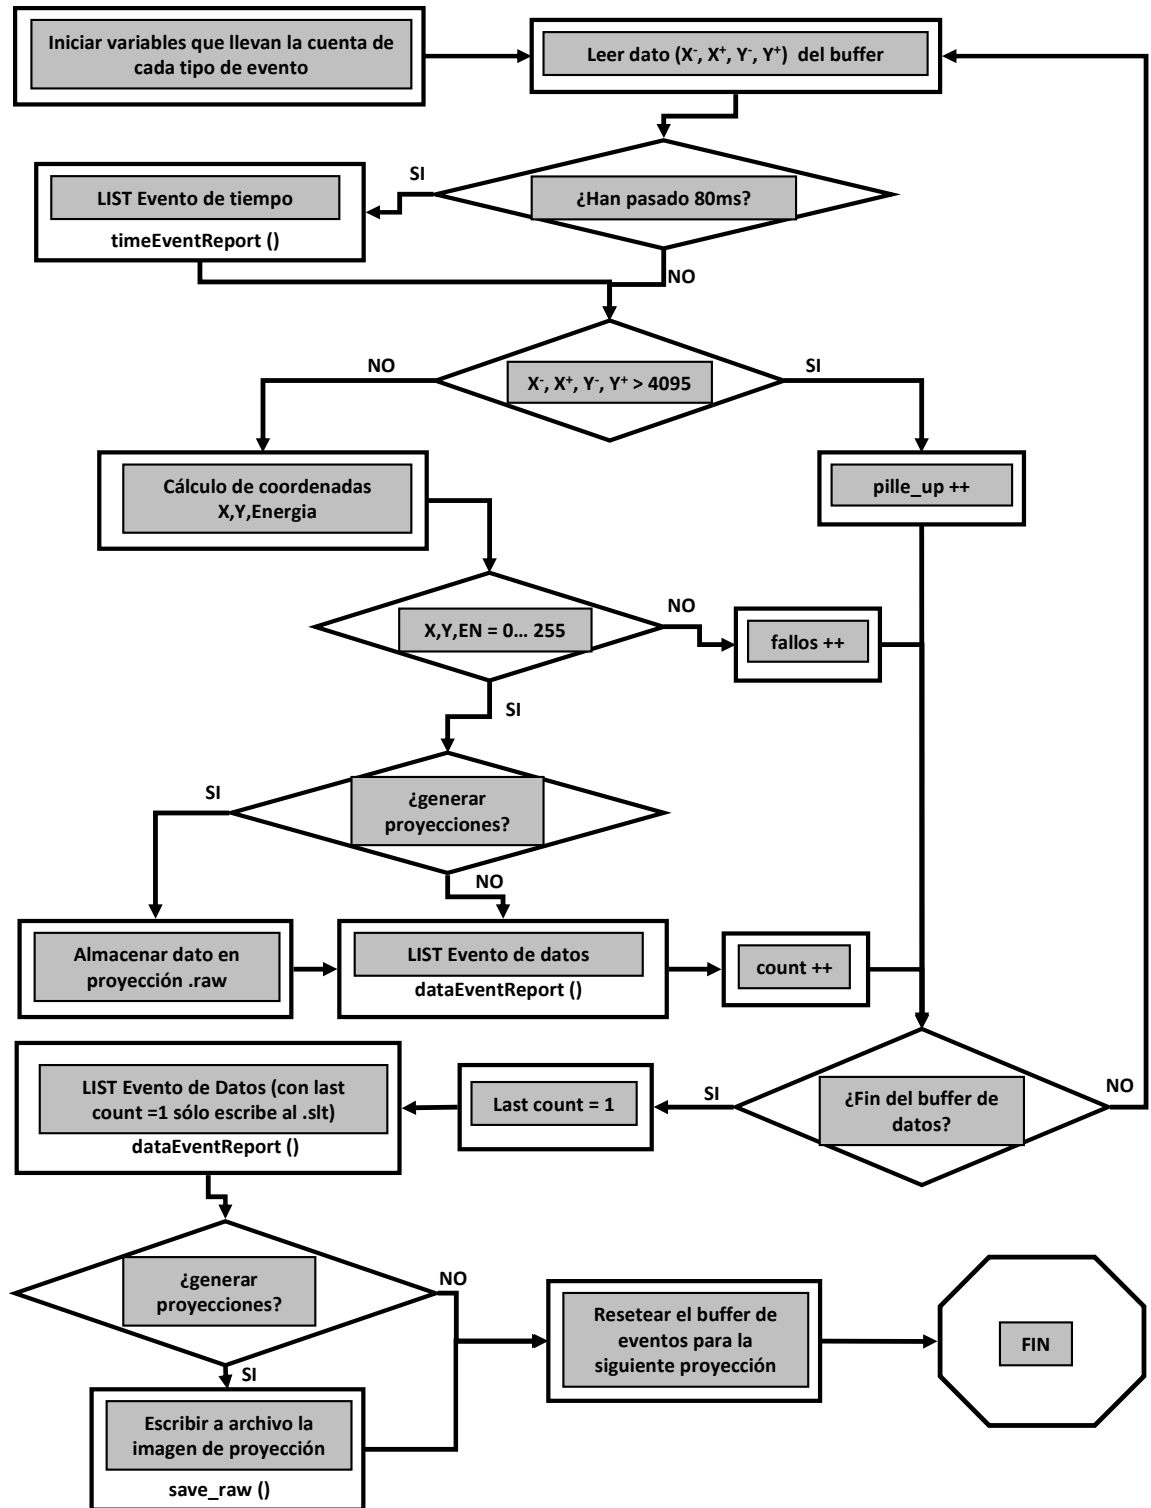 Iniciar variables que llevan la cuenta de
cada tipo de evento
Leer dato (X⁻, X⁺, Y⁻, Y⁺) del buffer
SI
¿Han pasado 80ms?
LIST Evento de tiempo
timeEventReport ()
NO
NO
SI
X⁻, X⁺, Y⁻, Y⁺ > 4095
Cálculo de coordenadas
X,Y,Energia
pille_up ++
NO
X,Y,EN = 0... 255
fallos ++
SI
SI
¿generar
proyecciones?
NO
Almacenar dato en
proyección .raw
LIST Evento de datos
dataEventReport ()
count ++
LIST Evento de Datos (con last
count =1 sólo escribe al .slt)
dataEventReport ()
Last count = 1
SI
¿Fin del buffer de
datos?
NO
¿generar
proyecciones?
NO
Resetear el buffer de
eventos para la
siguiente proyección
FIN
SI
Escribir a archivo la
imagen de proyección
save_raw ()